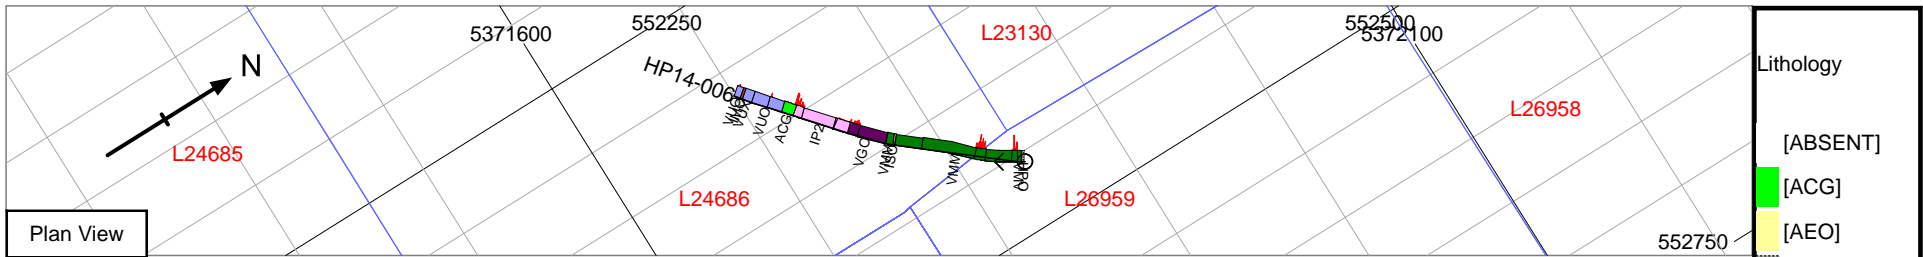 552250
5371600
L23130
552500
5372100
Lithology
N
HP14-006
L26958
VUO
ACG
IP2
VGO
VMM
L24685
[ABSENT]
L24686
L26959
[ACG]
Plan View
552750
[AEO]